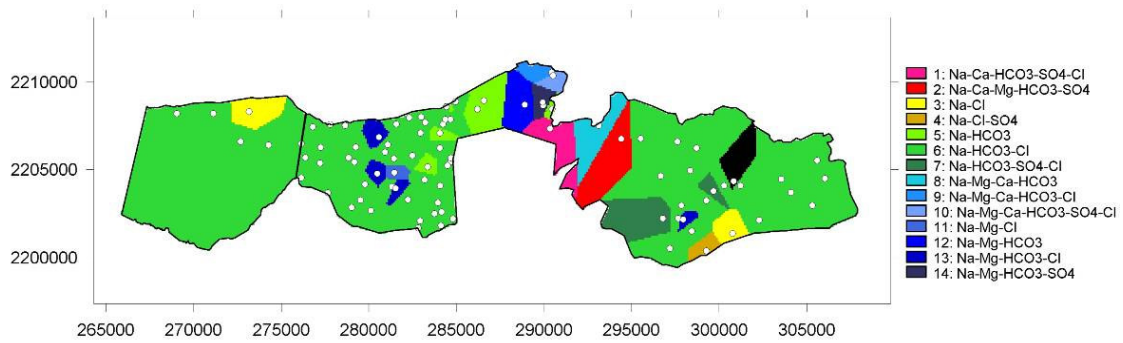 2210000
2205000
2200000
265000 270000 275000 280000 285000 290000 295000 300000 305000
1: Na-Ca-HCO3-SO4-Cl
2: Na-Ca-Mg-HCO3-SO4
3: Na-Cl
4: Na-Cl-SO4
5: Na-HCO3
6: Na-HCO3-Cl
7: Na-HCO3-SO4-Cl
8: Na-Mg-Ca-HCO3
9: Na-Mg-Ca-HCO3-Cl
10: Na-Mg-Ca-HCO3-SO4-Cl
11: Na-Mg-Cl
12: Na-Mg-HCO3
13: Na-Mg-HCO3-Cl
14: Na-Mg-HCO3-SO4